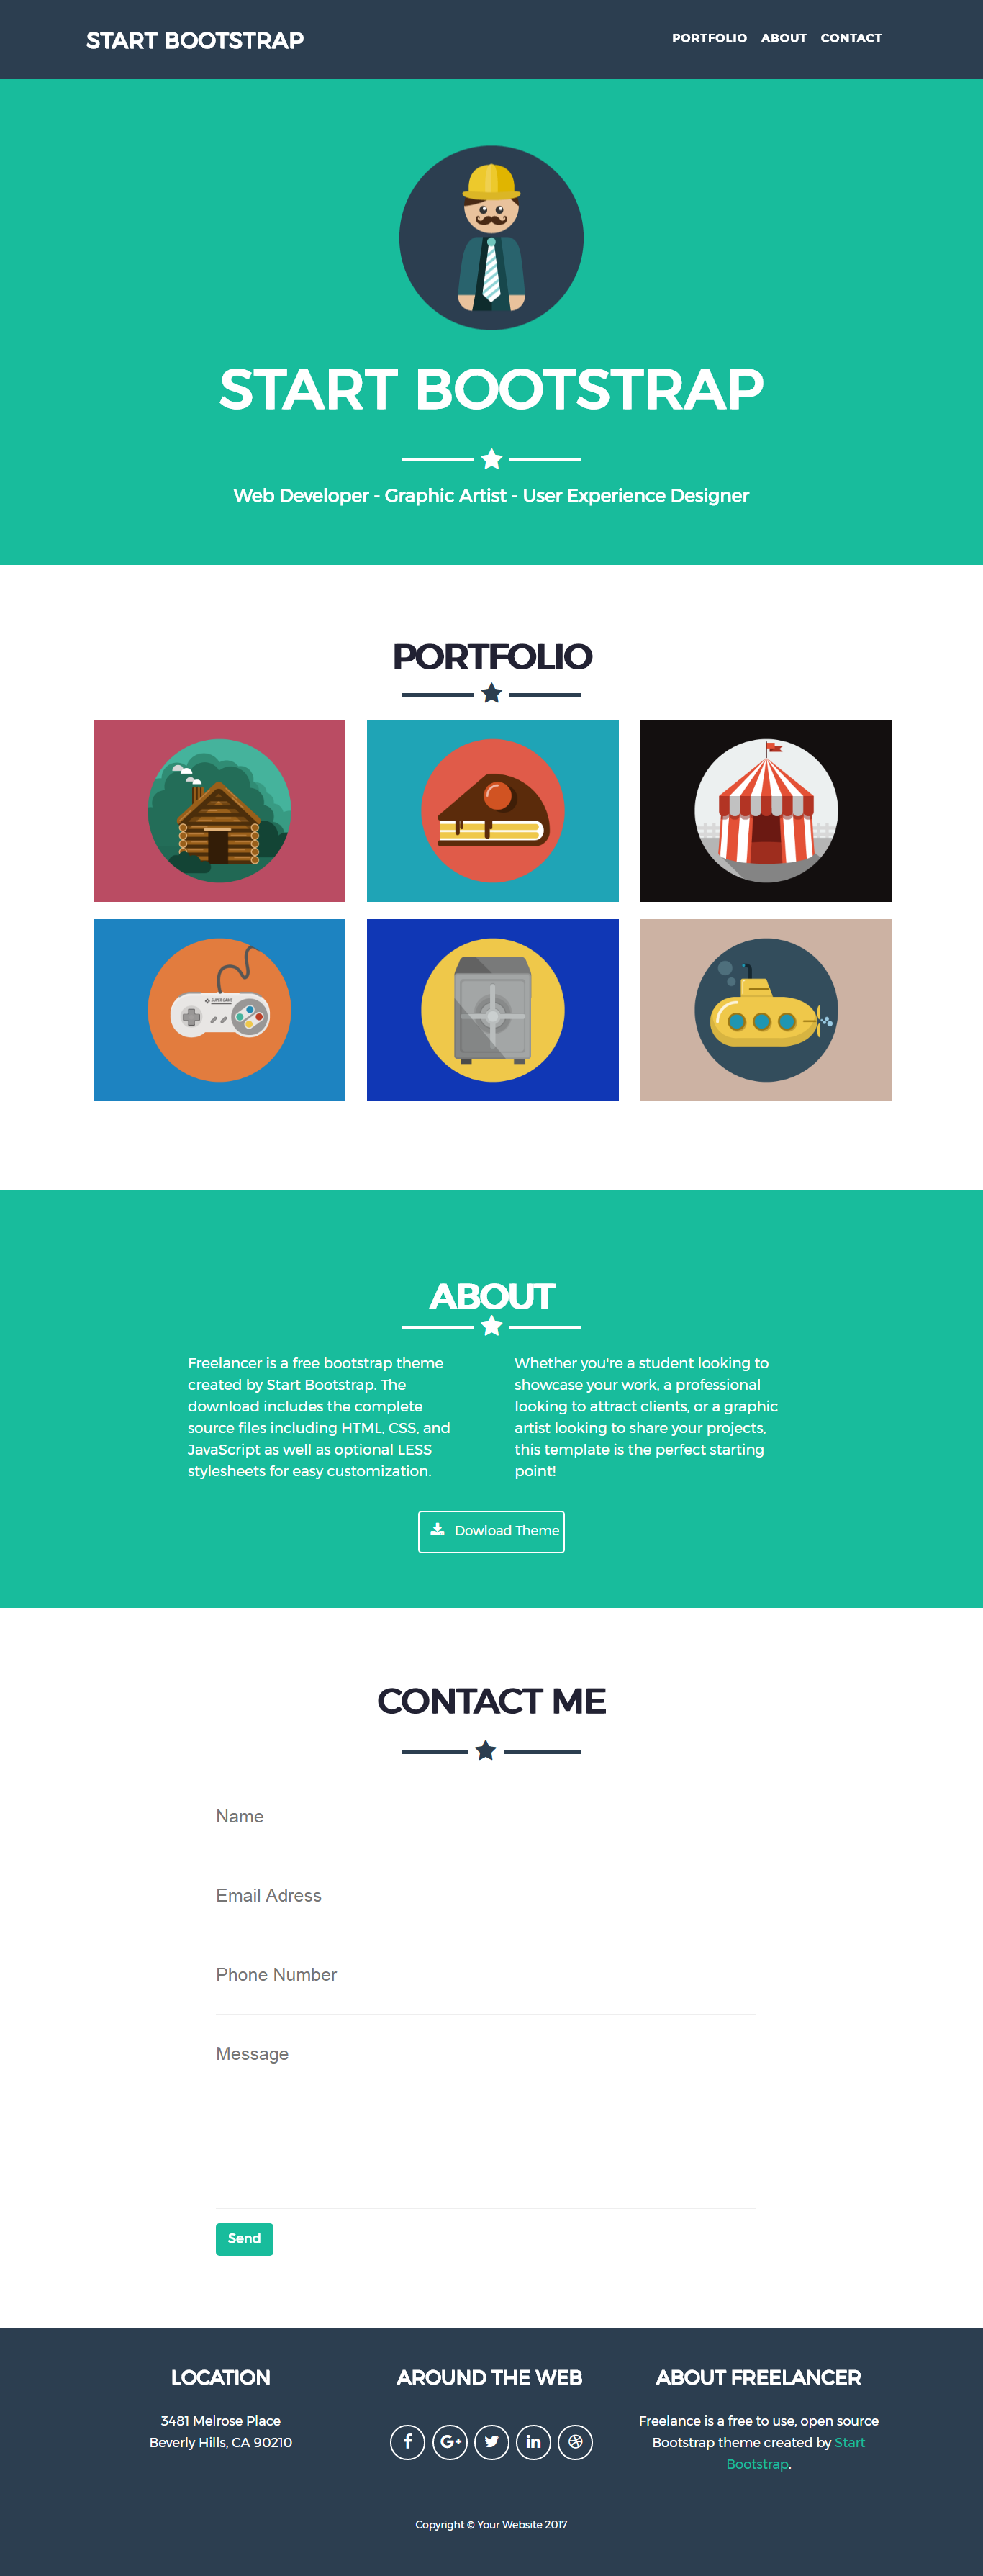 START BOOTSTRAP
PORTFOLIO ABOUT CONTACT
START BOOTSTRAP
Web Developer - Graphic Artist - User Experience Designer
PORTFOLIO
SUPER GAME
ABOUT
Freelancer is a free bootstrap theme
created by Start Bootstrap. The
download includes the complete
source files including HTML, CSS, and
JavaScript as well as optional LESS
stylesheets for easy customization.
Whether you're a student looking to
showcase your work, a professional
looking to attract clients, or a graphic
artist looking to share your projects,
this template is the perfect starting
point!
Dowload Theme
CONTACT ME
Name
Email Adress
Phone Number
Message
Send
LOCATION
3481 Melrose Place
Beverly Hills, CA 90210
AROUND THE WEB
f G+ in
ABOUT FREELANCER
Freelance is a free to use, open source
Bootstrap theme created by Start
Bootstrap.
Copyright © Your Website 2017